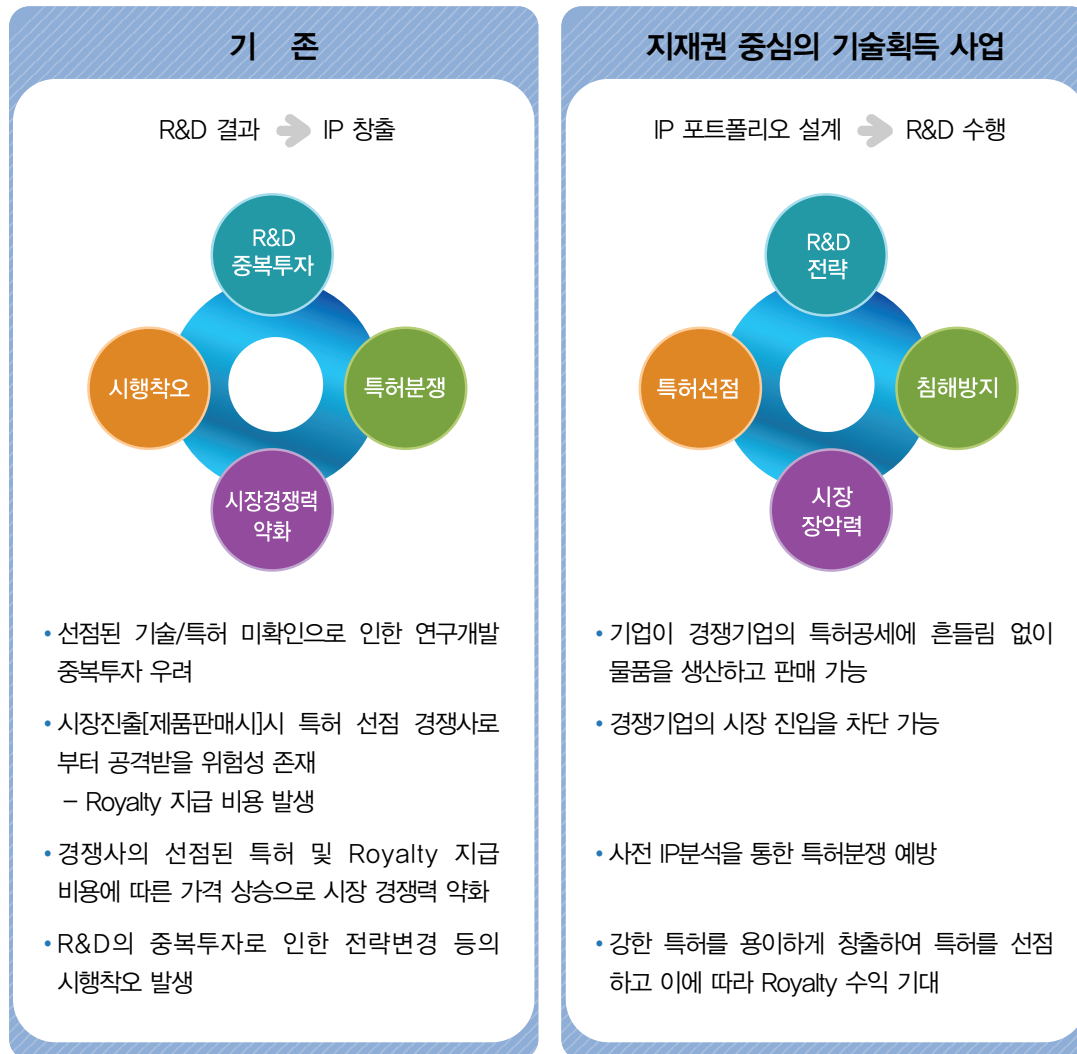 기 존
R&D 결과 IP 창출
R&D
중복투자
시행착오
특허분쟁
시장경쟁력
약화
• 선점된 기술/특허 미확인으로 인한 연구개발
중복투자 우려
• 시장진출[제품판매시]시 특허 선점 경쟁사로
부터 공격받을 위험성 존재
– Royalty 지급 비용 발생
• 경쟁사의 선점된 특허 및 Royalty 지급
비용에 따른 가격 상승으로 시장 경쟁력 약화
• R&D의 중복투자로 인한 전략변경 등의
시행착오 발생
지재권 중심의 기술획득 사업
IP 포트폴리오 설계 R&D 수행
R&D
전략
특허선점
침해방지
시장
장악력
• 기업이 경쟁기업의 특허공세에 흔들림 없이
물품을 생산하고 판매 가능
• 경쟁기업의 시장 진입을 차단 가능
• 사전 IP분석을 통한 특허분쟁 예방
• 강한 특허를 용이하게 창출하여 특허를 선점
하고 이에 따라 Royalty 수익 기대